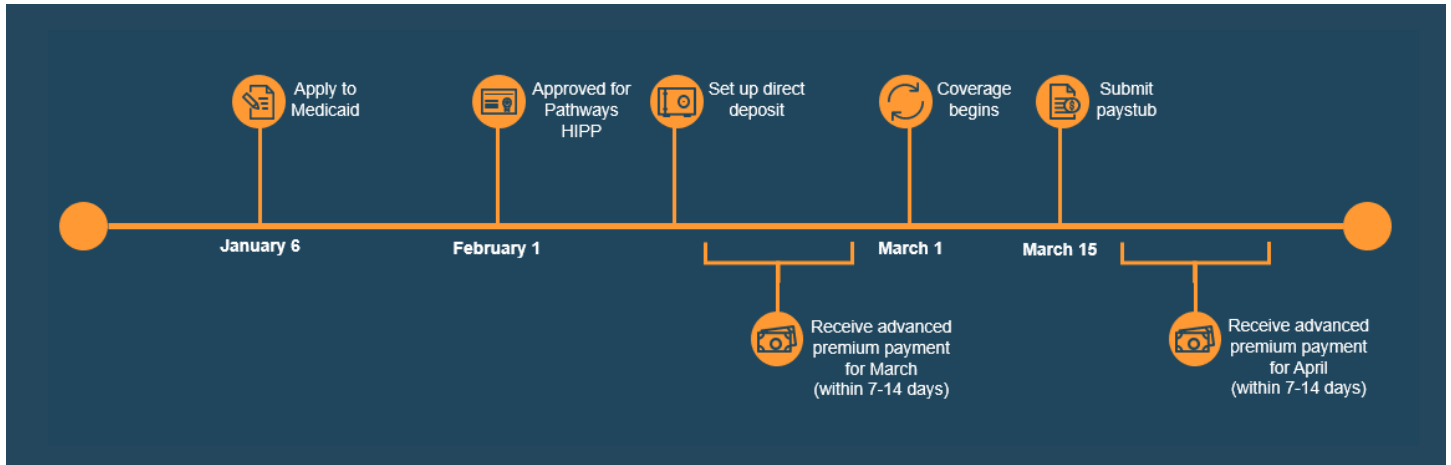 Apply to
Medicaid
Approved for
Pathways
HIPP
Set up direct
deposit
Coverage
begins
Submit
paystub
January 6
February 1
March 1
March 15
Receive advanced
premium payment
for March
(within 7-14 days)
Receive advanced
premium payment
for April
(within 7-14 days)